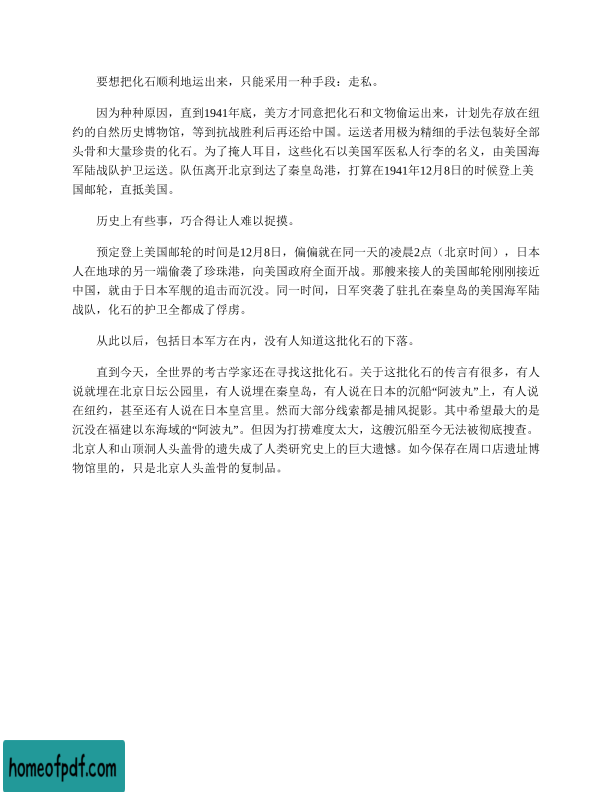 要想把化石顺利地运出来，只能采用一种手段：走私。
因为种种原因，直到1941年底，美方才同意把化石和文物偷运出来，计划先存放在纽
约的自然历史博物馆，等到抗战胜利后再还给中国。运送者用极为精细的手法包装好全部
头骨和大量珍贵的化石。为了掩人耳目，这些化石以美国军医私人行李的名义，由美国海
军陆战队护卫运送。队伍离开北京到达了秦皇岛港，打算在1941年12月8日的时候登上美
国邮轮，直抵美国。
历史上有些事，巧合得让人难以捉摸。
预定登上美国邮轮的时间是12月8日，偏偏就在同一天的凌晨2点（北京时间），日本
人在地球的另一端偷袭了珍珠港，向美国政府全面开战。那艘来接人的美国邮轮刚刚接近
中国，就由于日本军舰的追击而沉没。同一时间，日军突袭了驻扎在秦皇岛的美国海军陆
战队，化石的护卫全都成了俘虏。
从此以后，包括日本军方在内，没有人知道这批化石的下落。
直到今天，全世界的考古学家还在寻找这批化石。关于这批化石的传言有很多，有人
说就埋在北京日坛公园里，有人说埋在秦皇岛，有人说在日本的沉船“阿波丸”上，有人说
在纽约，甚至还有人说在日本皇宫里。然而大部分线索都是捕风捉影。其中希望最大的是
沉没在福建以东海域的“阿波丸”。但因为打捞难度太大，这艘沉船至今无法被彻底搜查。
北京人和山顶洞人头盖骨的遗失成了人类研究史上的巨大遗憾。如今保存在周口店遗址博
物馆里的，只是北京人头盖骨的复制品。
homeofpdf.com